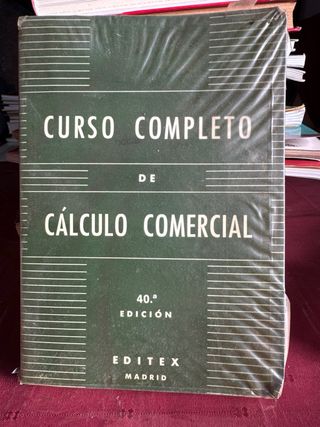 CURSO COMPLETO
DE
CÁLCULO COMERCIAL
40.ª
EDICIÓN
EDITEX
MADRID